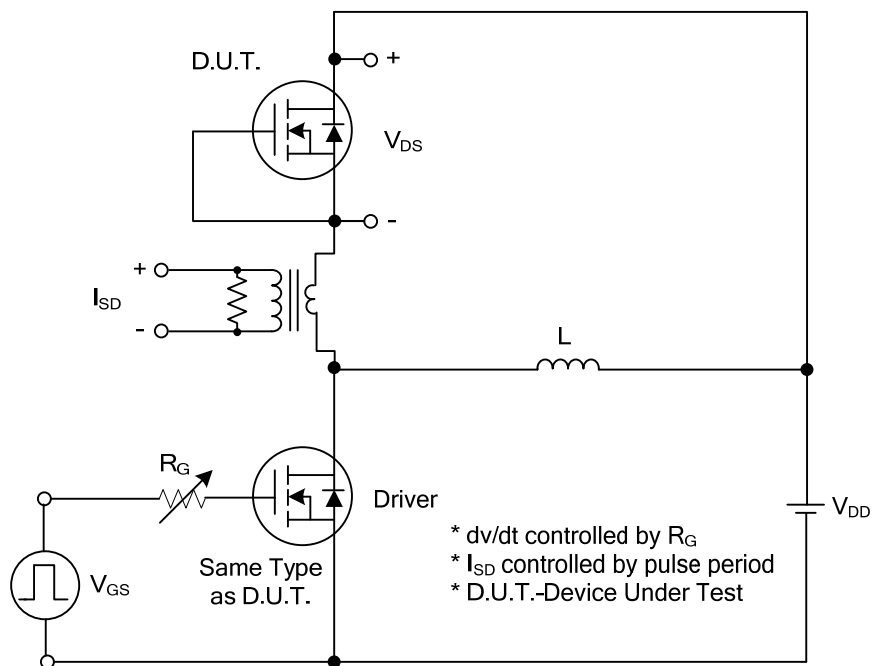 D.U.T.
+
VDS
-
+
ISD
-
L
RG
Driver
VDD
VGS
Same Type
as D.U.T.
* dv/dt controlled by RG
* ISD controlled by pulse period
* D.U.T.-Device Under Test